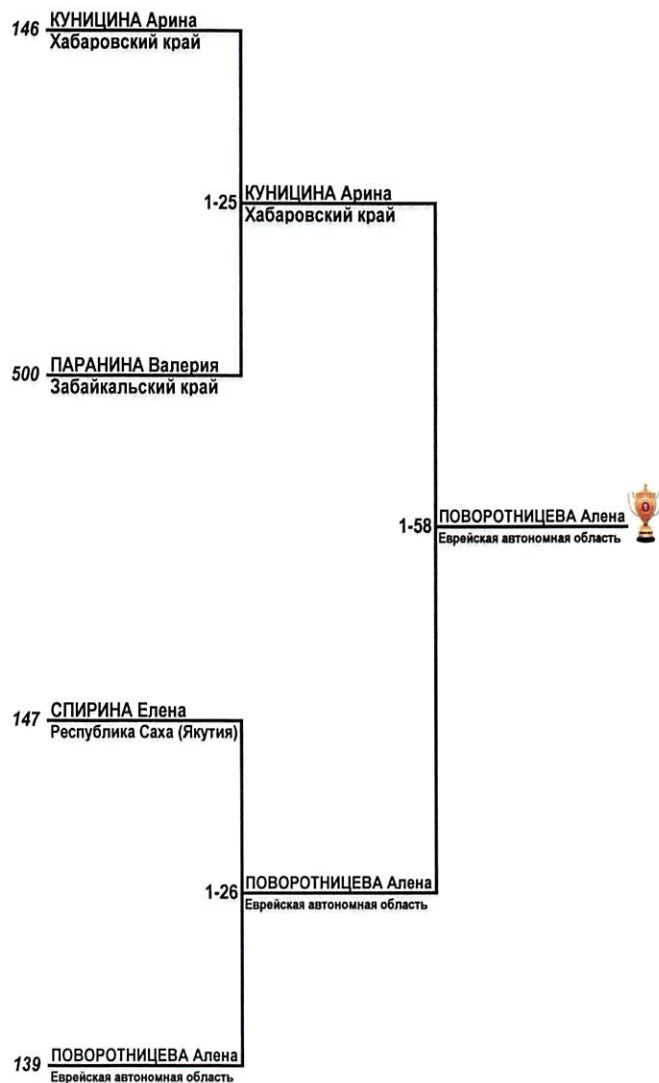 146 КУНИЦИНА Арина
Хабаровский край
1-25 КУНИЦИНА Арина
Хабаровский край
500 ПАРАНИНА Валерия
Забайкальский край
1-58 ПОВОРОТНИЦЕВА Алена
Еврейская автономная область
147 СПИРИНА Елена
Республика Саха (Якутия)
1-26 ПОВОРОТНИЦЕВА Алена
Еврейская автономная область
139 ПОВОРОТНИЦЕВА Алена
Еврейская автономная область